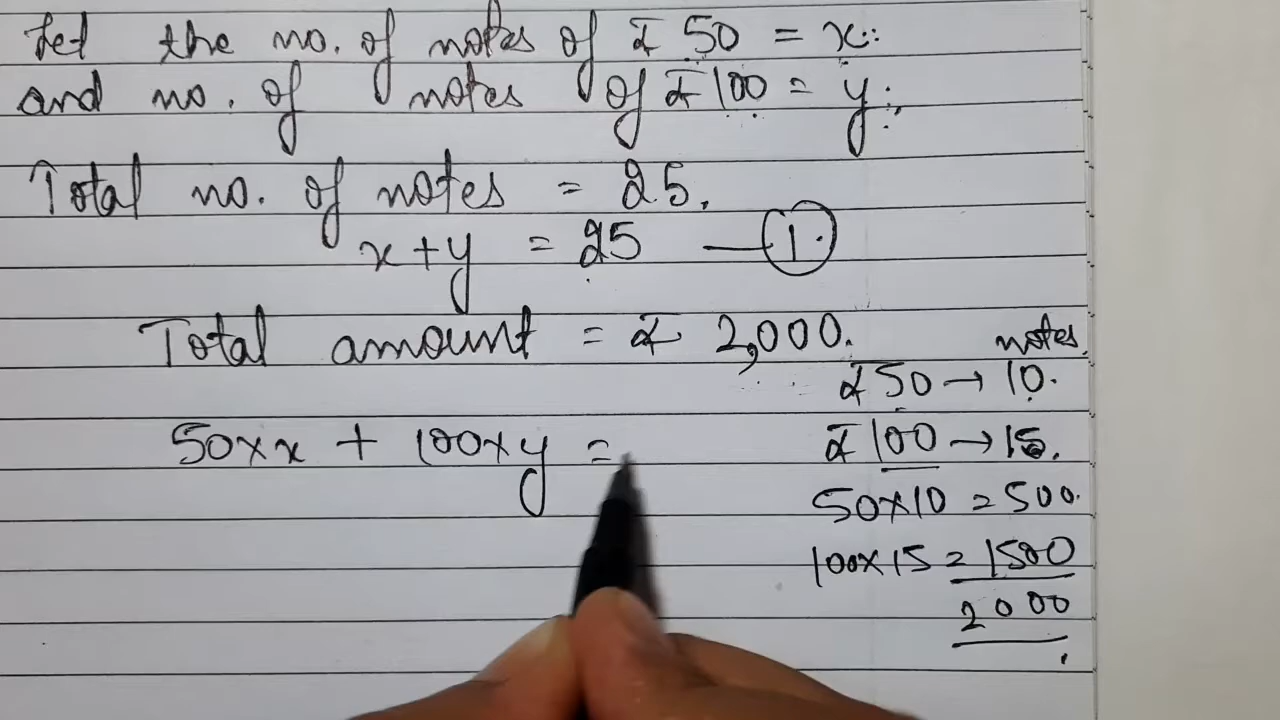 Let the no. of notes of ₹ 50 = x.
and no. of notes of ₹ 100 = y.
Total no. of notes = 25.
x + y = 25 — 1.
Total amount = ₹ 2,000.
notes.
₹ 50 → 10.
50 × x + 100 × y =
₹ 100 → 15.
50 × 10 = 500.
100 × 15 = 1500
2000